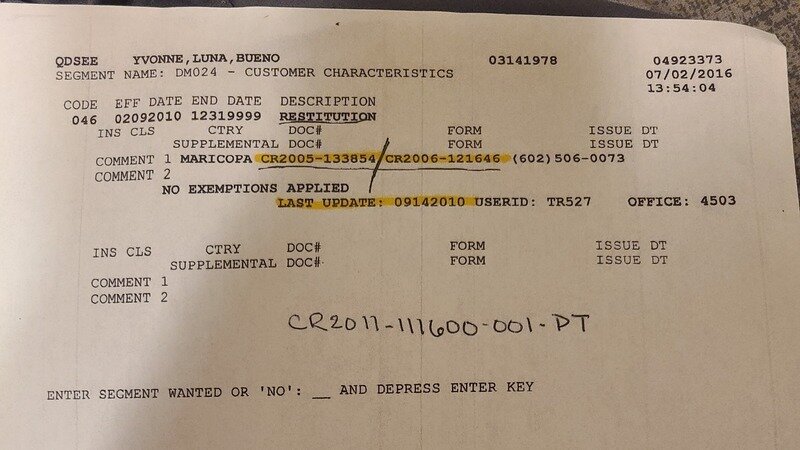 QDSEE YVONNE,LUNA,BUENO 03141978 04923373
SEGMENT NAME: DM024 - CUSTOMER CHARACTERISTICS 07/02/2016
13:54:04
CODE EFF DATE END DATE DESCRIPTION
046 02092010 12319999 RESTITUTION
INS CLS CTRY DOC# FORM ISSUE DT
SUPPLEMENTAL DOC# FORM ISSUE DT
COMMENT 1 MARICOPA CR2005-133854/CR2006-121646 (602)506-0073
COMMENT 2
NO EXEMPTIONS APPLIED
LAST UPDATE: 09142010 USERID: TR527 OFFICE: 4503
INS CLS CTRY DOC# FORM ISSUE DT
SUPPLEMENTAL DOC# FORM ISSUE DT
COMMENT 1
COMMENT 2
CR2011-111600-001-DT
ENTER SEGMENT WANTED OR 'NO': __ AND DEPRESS ENTER KEY